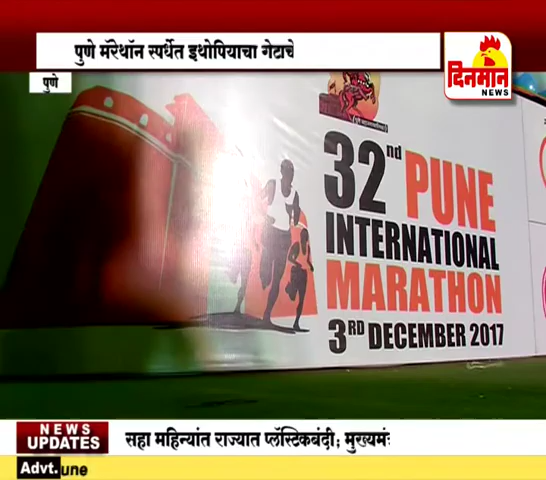 पुणे मॅरेथॉन स्पर्धेत इथोपियाचा गेटाचे
दिनमान
NEWS
पुणे
32nd PUNE
INTERNATIONAL
MARATHON
3RD DECEMBER 2017
NEWS
UPDATES
सहा महिन्यांत राज्यात प्लॅस्टिकबंदी; मुख्यमं
Advt.
une